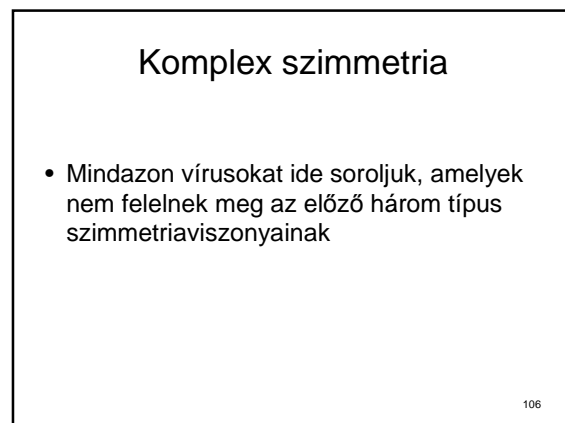 Komplex szimmetria
• Mindazon vírusokat ide soroljuk, amelyek
nem felelnek meg az előző három típus
szimmetriaviszonyainak
106